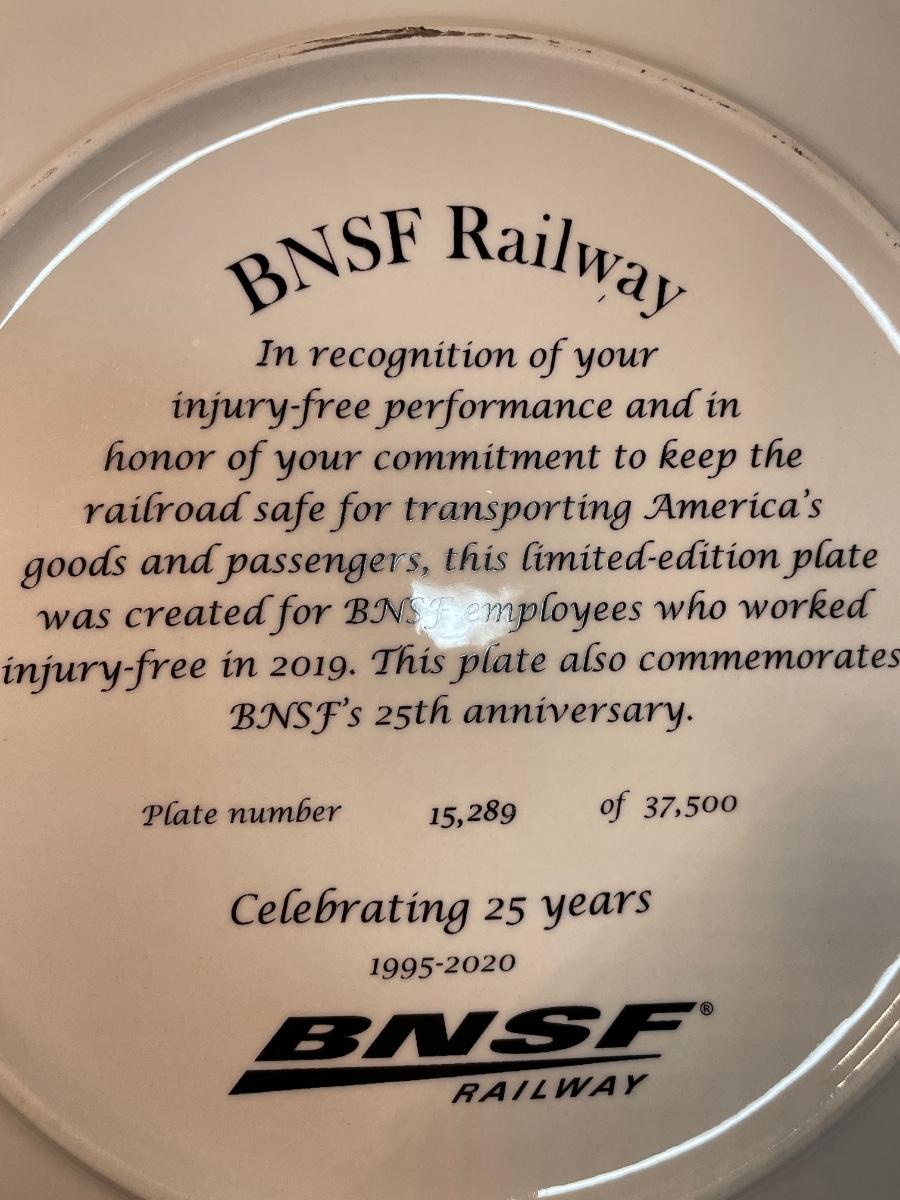 BNSF Railway
In recognition of your
injury-free performance and in
honor of your commitment to keep the
railroad safe for transporting America's
goods and passengers, this limited-edition plate
was created for BNSF employees who worked
injury-free in 2019. This plate also commemorates
BNSF's 25th anniversary.
Plate number 15,289 of 37,500
Celebrating 25 years
1995-2020
BNSF®
RAILWAY